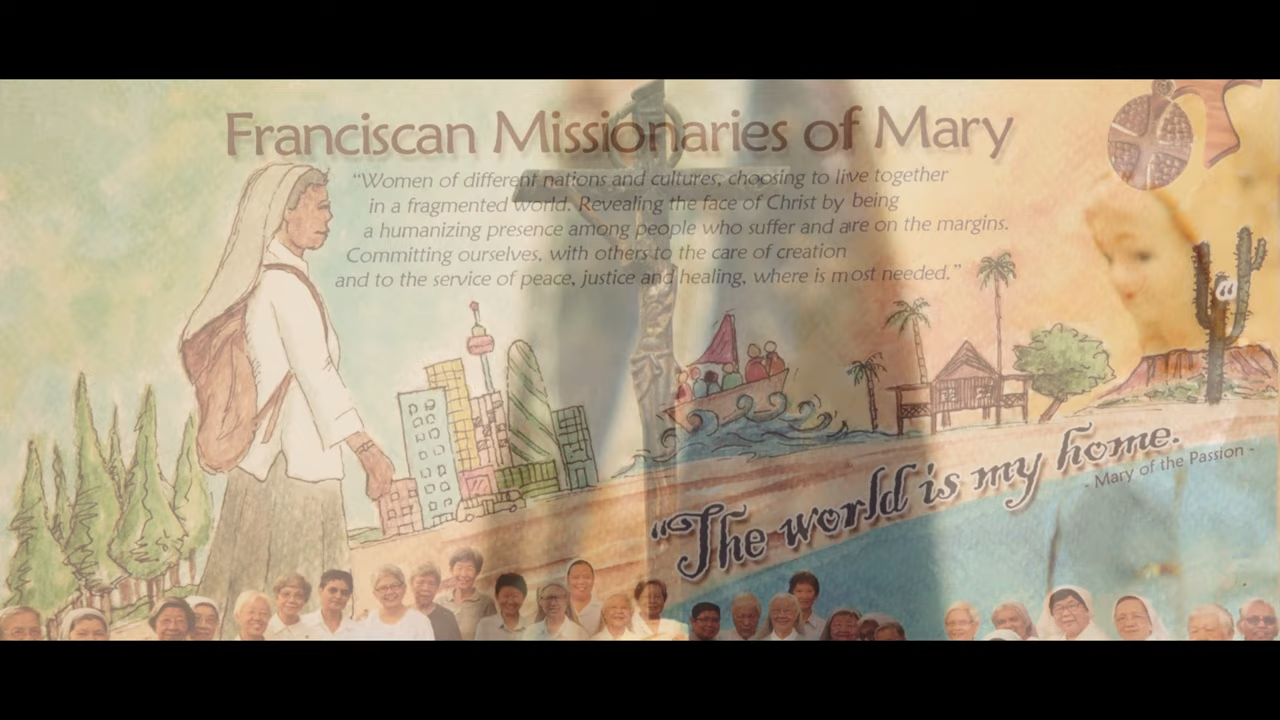 Franciscan Missionaries of Mary
“Women of different nations and cultures, choosing to live together
in a fragmented world. Revealing the face of Christ by being
a humanizing presence among people who suffer and are on the margins.
Committing ourselves, with others to the care of creation
and to the service of peace, justice and healing, where is most needed.”
“The world is my home.
- Mary of the Passion -